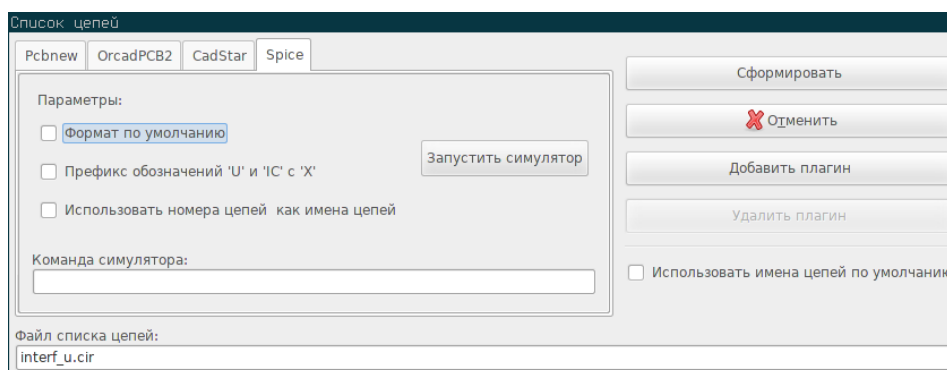 Список цепей
Pcbnew OrcadPCB2 CadStar Spice
Сформировать
Параметры:
Отменить
Формат по умолчанию
Запустить симулятор
Префикс обозначений 'U' и 'IC' с 'X'
Добавить плагин
Использовать номера цепей как имена цепей
Удалить плагин
Команда симулятора:
Использовать имена цепей по умолчанию
Файл списка цепей:
interf_u.cir